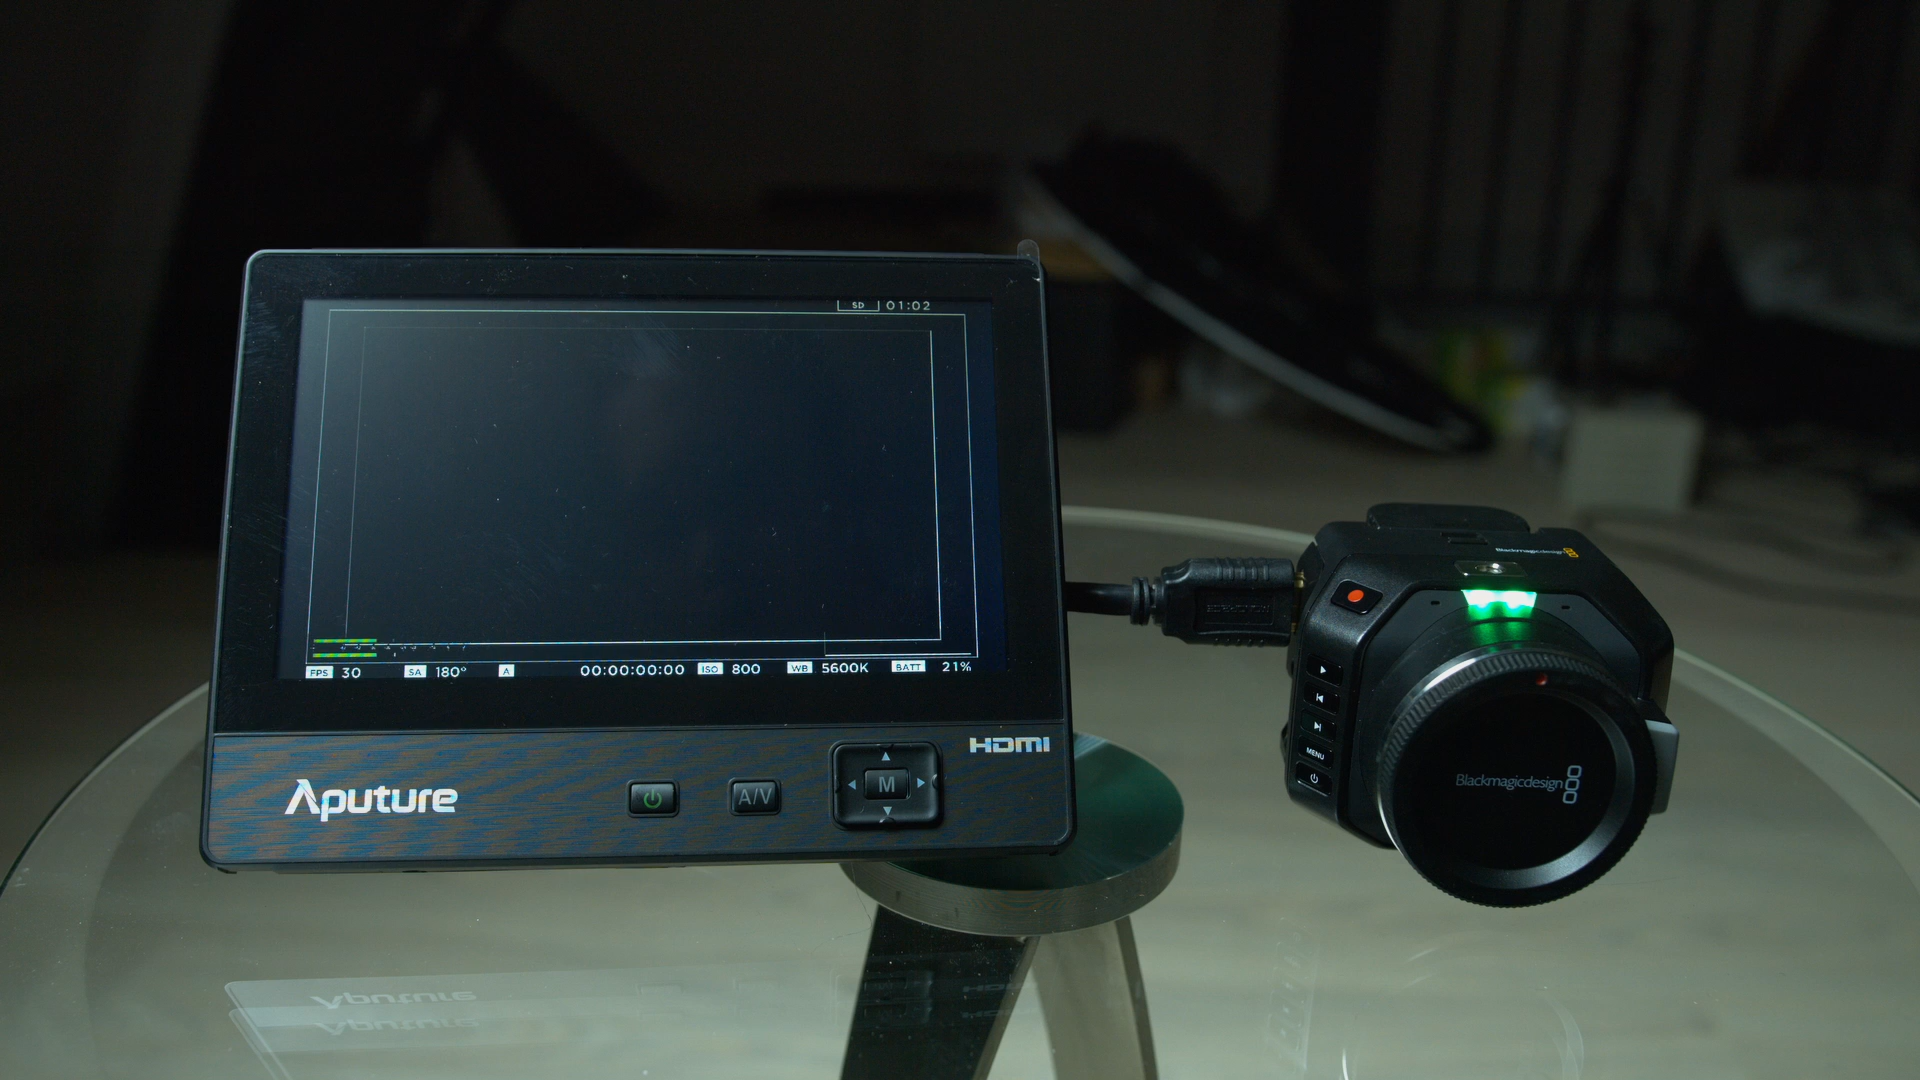 SD 01:02
FPS 30 SA 180° A 00:00:00:00 ISO 800 WB 5600K BATT 21%
HDMI
Aputure
A/V
M
Blackmagicdesign
MENU
Blackmagicdesign